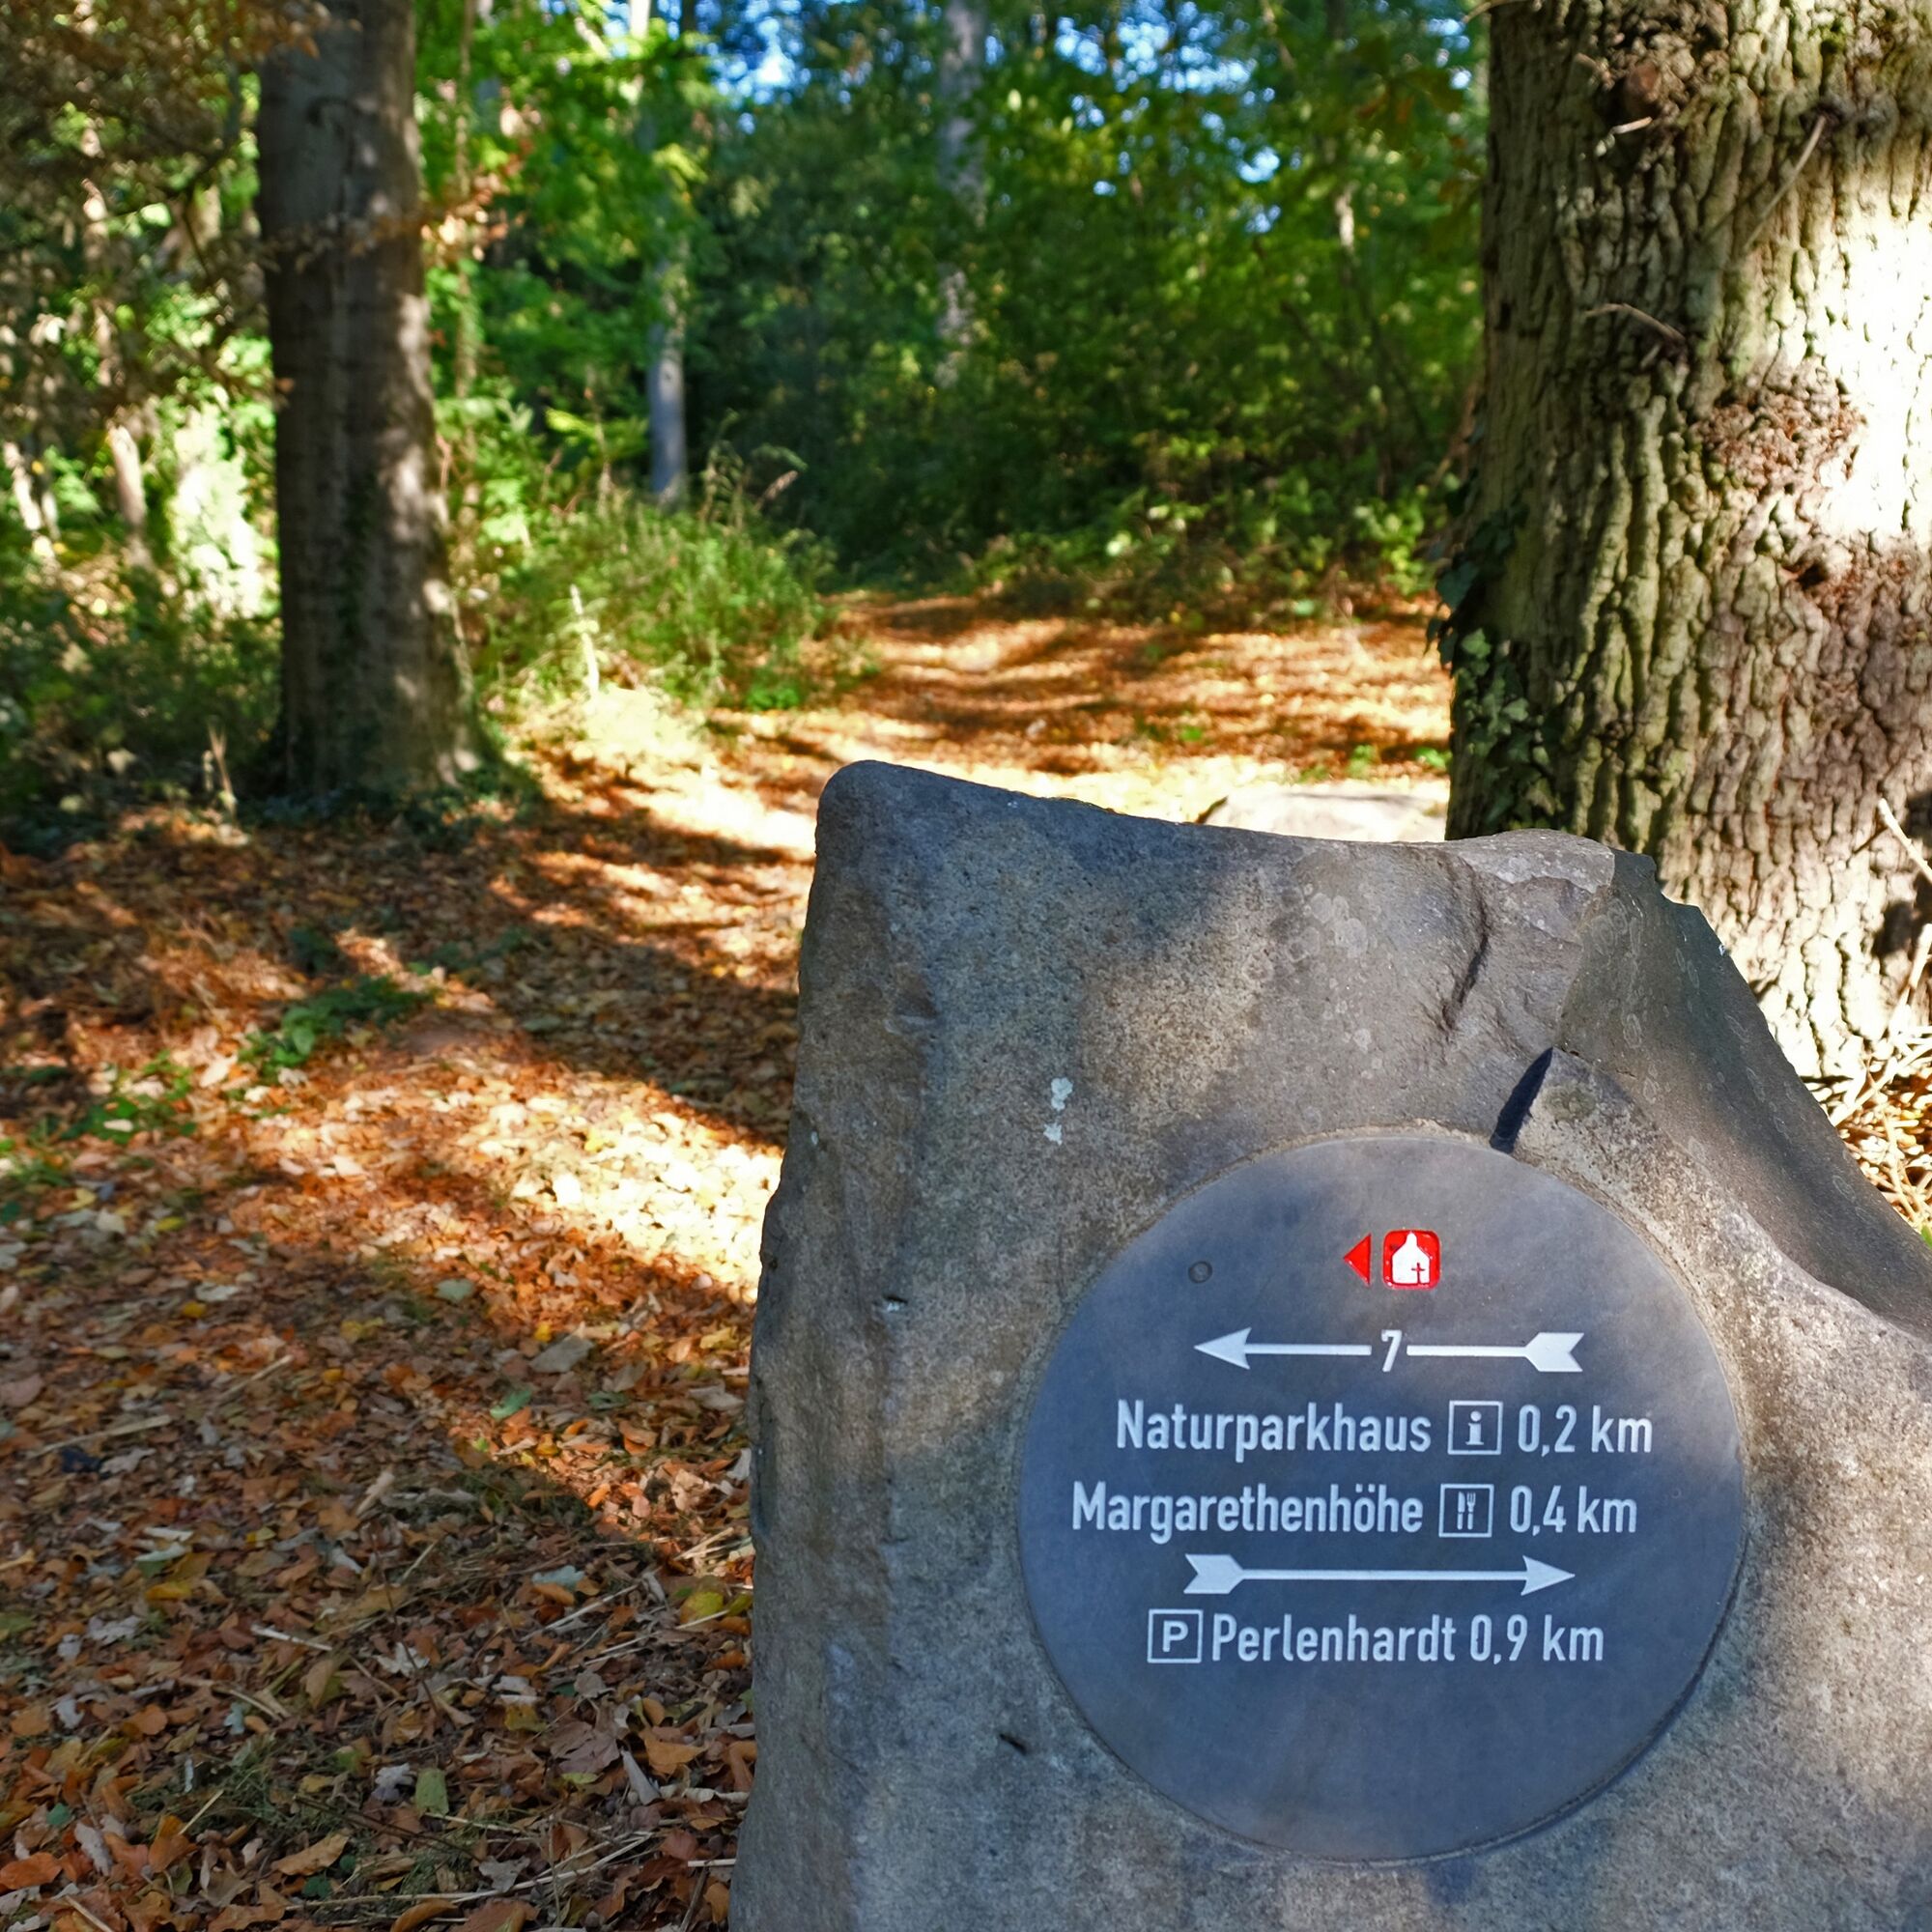 7
Naturparkhaus i 0,2 km
Margarethenhöhe 0,4 km
P Perlenhardt 0,9 km